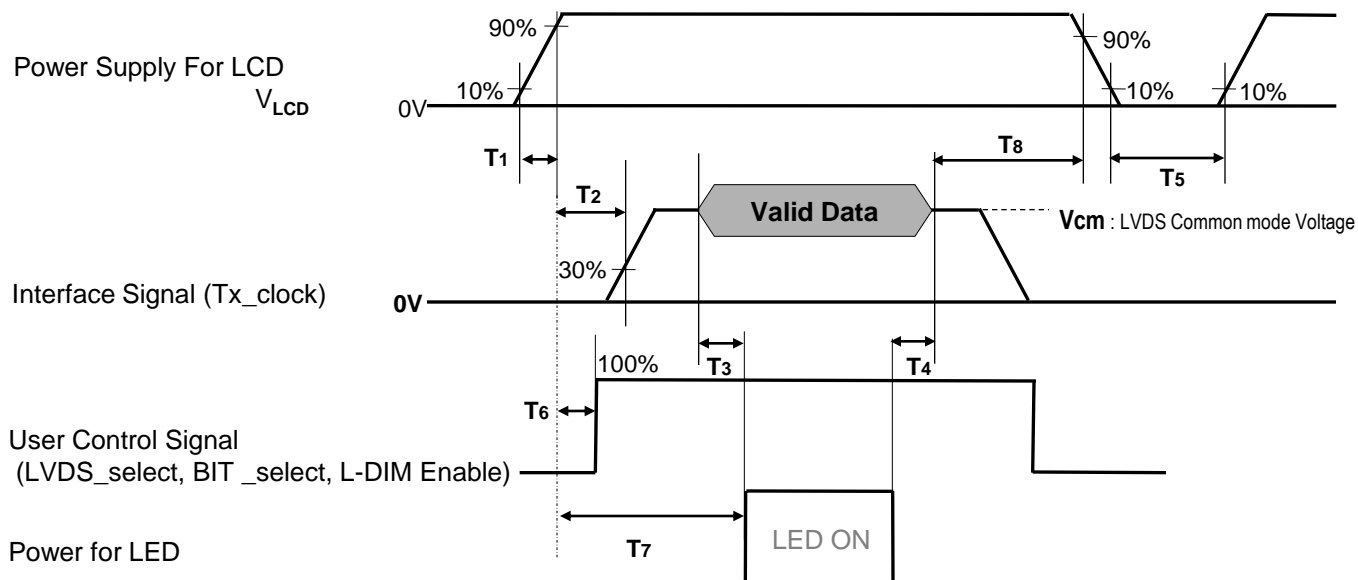 90%
90%
Power Supply For LCD
VLCD
10%
10%
10%
0V
T1
T8
T5
T2
Valid Data
Vcm : LVDS Common mode Voltage
30%
Interface Signal (Tx_clock)
0V
T3
T4
100%
T6
User Control Signal
(LVDS_select, BIT _select, L-DIM Enable)
T7
LED ON
Power for LED